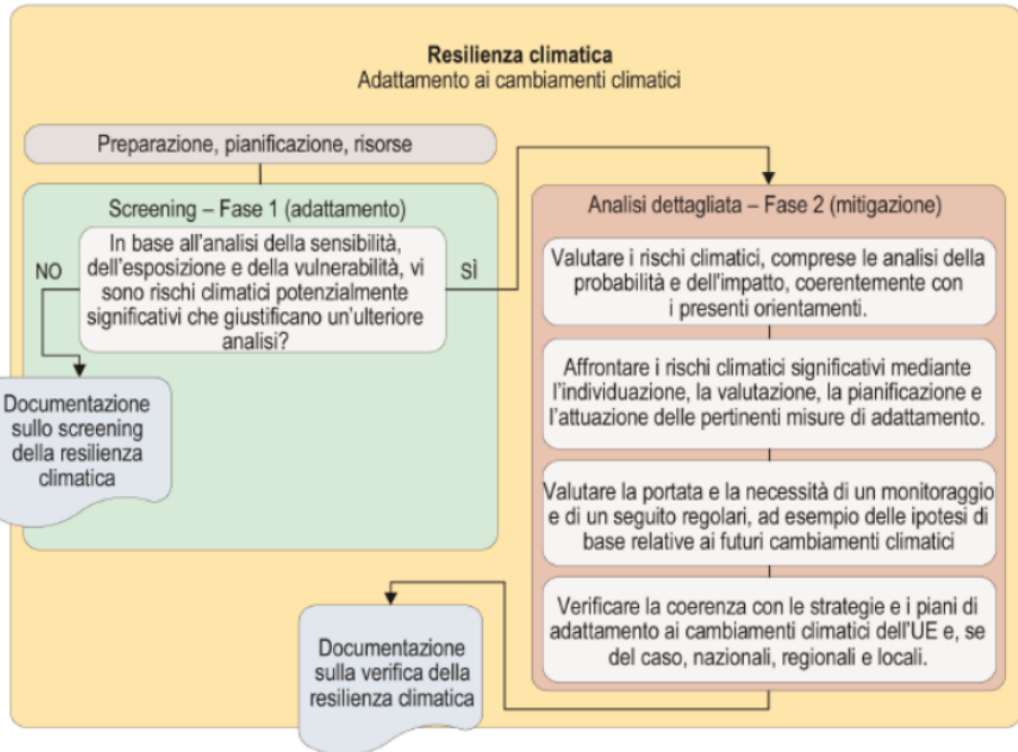 Resilienza climatica
Adattamento ai cambiamenti climatici
Preparazione, pianificazione, risorse
Screening – Fase 1 (adattamento)
In base all'analisi della sensibilità,
dell'esposizione e della vulnerabilità, vi
sono rischi climatici potenzialmente
significativi che giustificano un'ulteriore
analisi?
NO
SÌ
Documentazione
sullo screening
della resilienza
climatica
Analisi dettagliata – Fase 2 (mitigazione)
Valutare i rischi climatici, comprese le analisi della
probabilità e dell'impatto, coerentemente con
i presenti orientamenti.
Affrontare i rischi climatici significativi mediante
l'individuazione, la valutazione, la pianificazione e
l'attuazione delle pertinenti misure di adattamento.
Valutare la portata e la necessità di un monitoraggio
e di un seguito regolari, ad esempio delle ipotesi di
base relative ai futuri cambiamenti climatici
Verificare la coerenza con le strategie e i piani di
adattamento ai cambiamenti climatici dell'UE e, se
del caso, nazionali, regionali e locali.
Documentazione
sulla verifica della
resilienza climatica